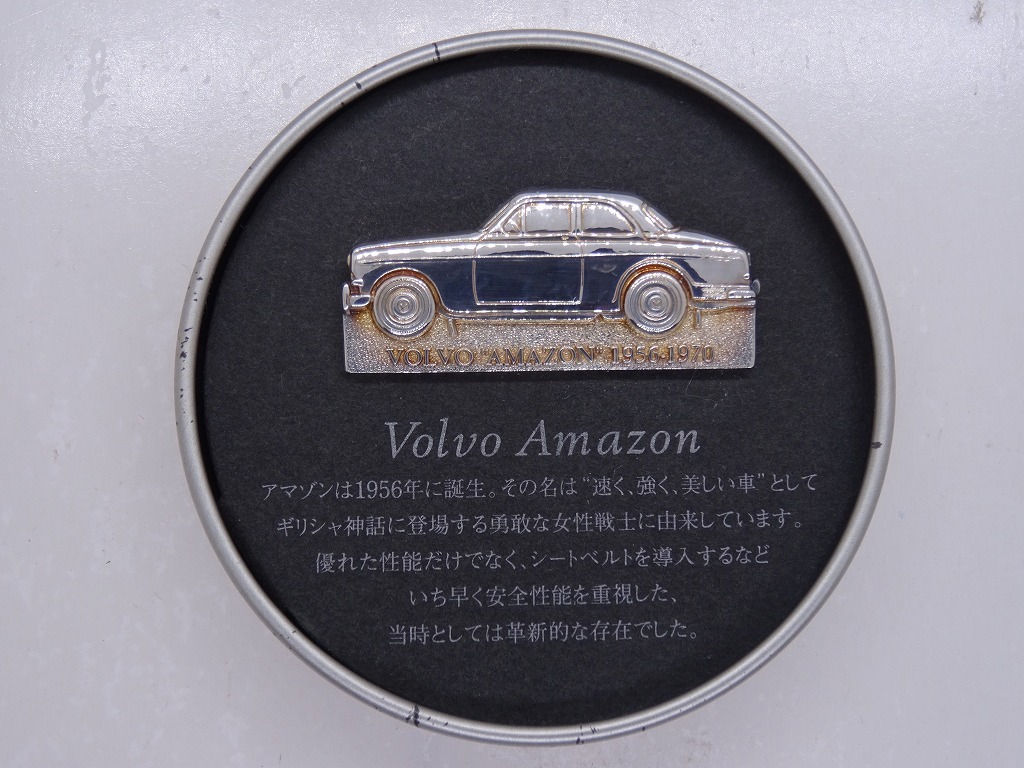 VOLVO "AMAZON" 1956-1970
Volvo Amazon
アマゾンは1956年に誕生。その名は“速く、強く、美しい車”として
ギリシャ神話に登場する勇敢な女性戦士に由来しています。
優れた性能だけでなく、シートベルトを導入するなど
いち早く安全性能を重視した、
当時としては革新的な存在でした。